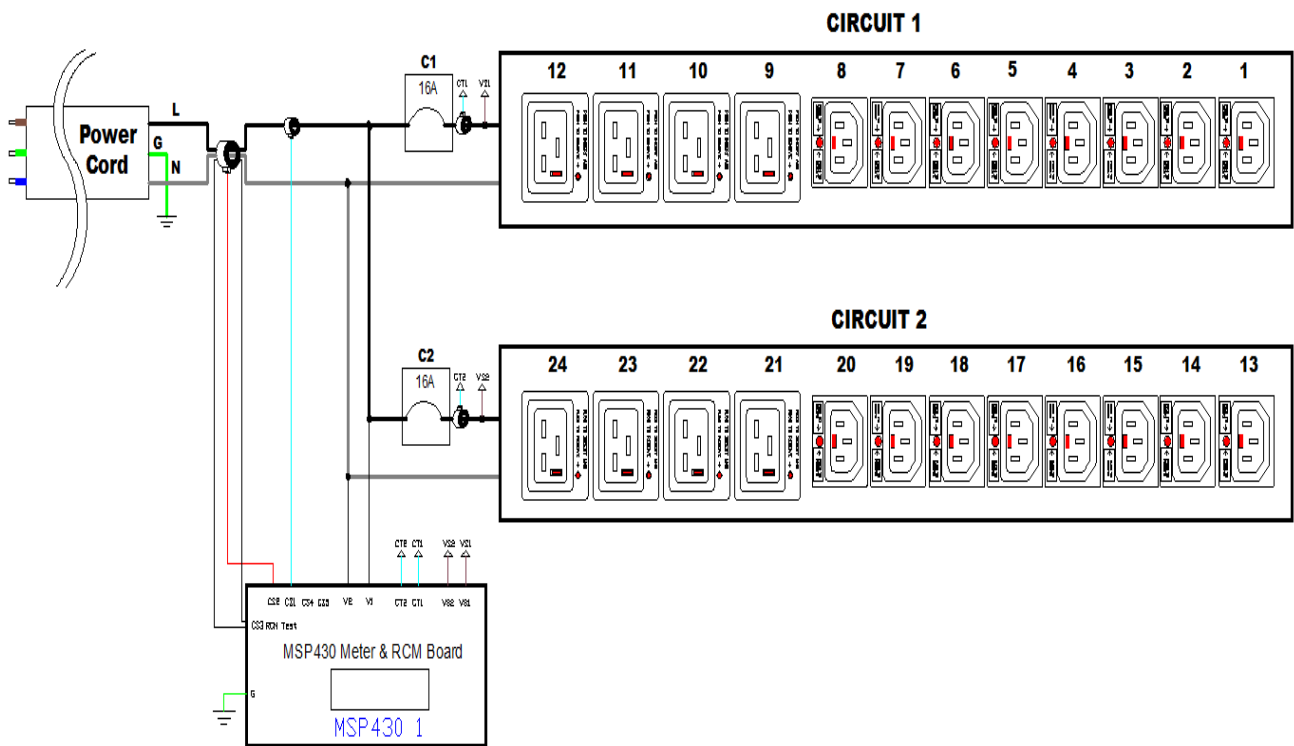 CIRCUIT 1
C1
16A
CT1
VS1
12 11 10 9 8 7 6 5 4 3 2 1
Power
Cord
L
G
N
CIRCUIT 2
C2
16A
CT2
VS2
24 23 22 21 20 19 18 17 16 15 14 13
CT2 CT1 VS2 VS1
CS2 CS1 CS4 CS5 V2 V1 CT2 CT1 VS2 VS1
CS3 RCM Test
MSP430 Meter & RCM Board
G
MSP430 1